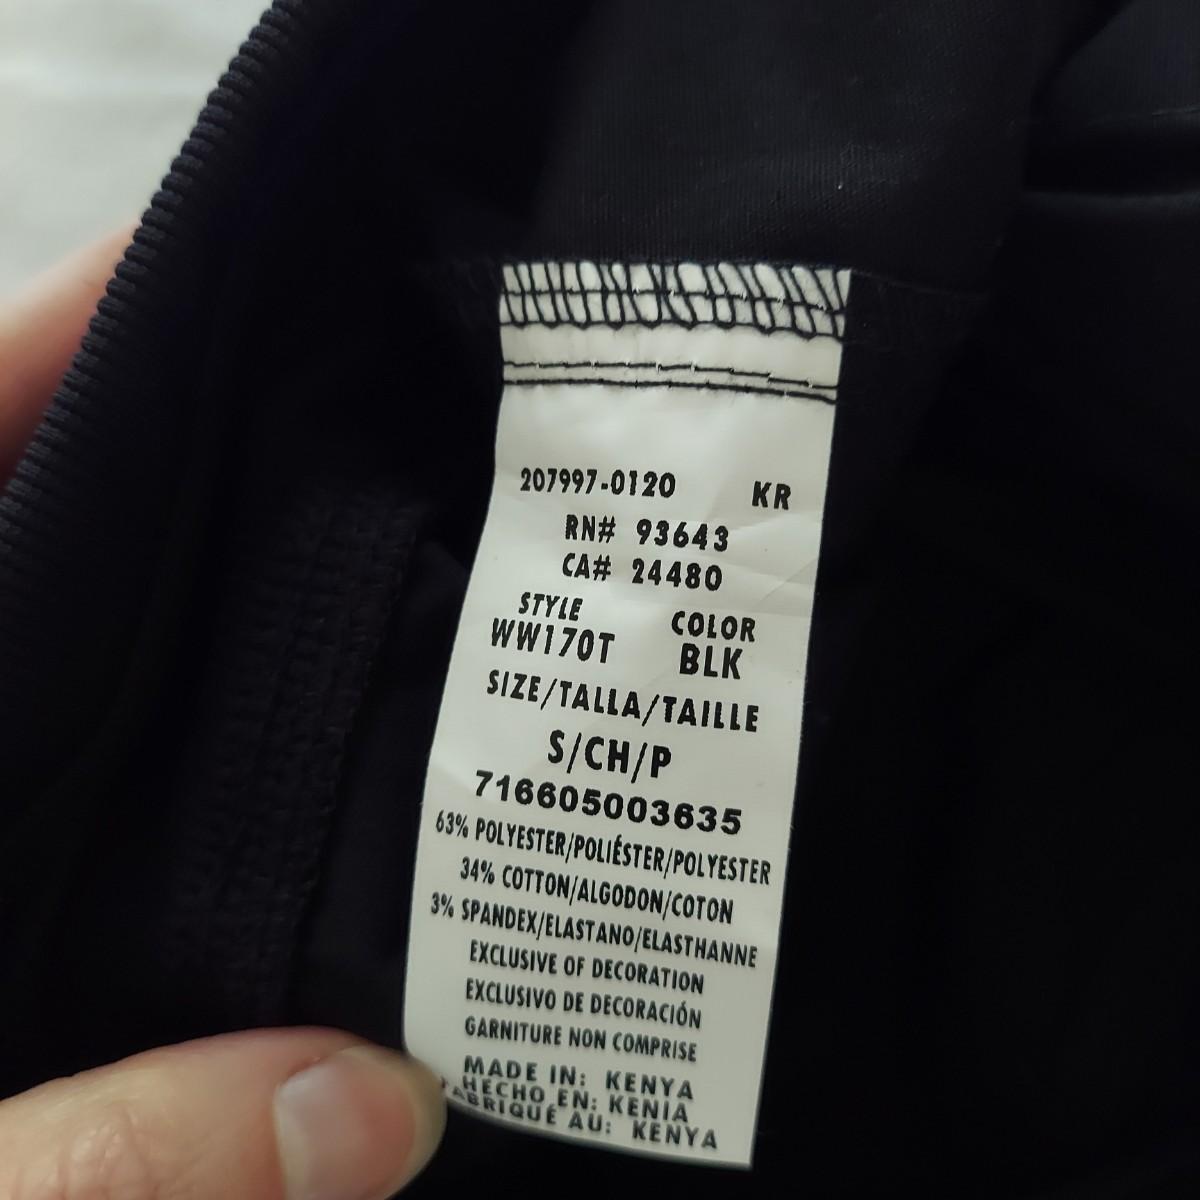 207997-0120 KR
RN# 93643
CA# 24480
STYLE COLOR
WW170T BLK
SIZE/TALLA/TAILLE
S/CH/P
716605003635
63% POLYESTER/POLIÉSTER/POLYESTER
34% COTTON/ALGODON/COTON
3% SPANDEX/ELASTANO/ELASTHANNE
EXCLUSIVE OF DECORATION
EXCLUSIVO DE DECORACIÓN
GARNITURE NON COMPRISE
MADE IN: KENYA
HECHO EN: KENIA
FABRIQUÉ AU: KENYA